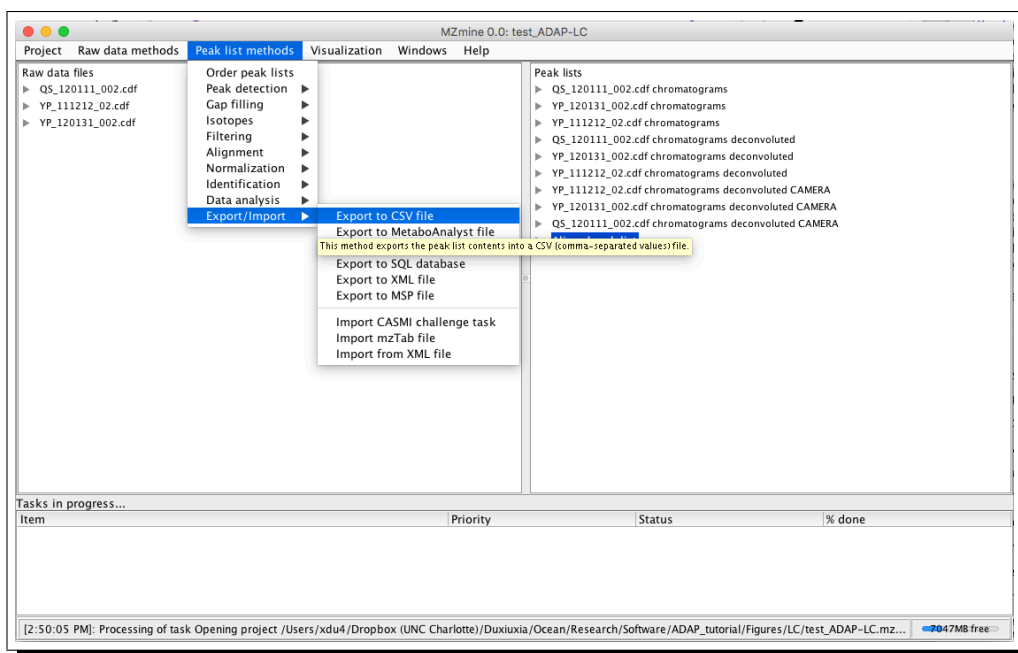 MZmine 0.0: test_ADAP-LC
Project Raw data methods Peak list methods Visualization Windows Help
Raw data files
QS_120111_002.cdf
YP_111212_02.cdf
YP_120131_002.cdf
Order peak lists
Peak detection
Gap filling
Isotopes
Filtering
Alignment
Normalization
Identification
Data analysis
Export/Import
Export to CSV file
Export to MetaboAnalyst file
This method exports the peak list contents into a CSV (comma-separated values) file.
Export to SQL database
Export to XML file
Export to MSP file
Import CASMI challenge task
Import mzTab file
Import from XML file
Peak lists
QS_120111_002.cdf chromatograms
YP_120131_002.cdf chromatograms
YP_111212_02.cdf chromatograms
QS_120111_002.cdf chromatograms deconvoluted
YP_120131_002.cdf chromatograms deconvoluted
YP_111212_02.cdf chromatograms deconvoluted
YP_111212_02.cdf chromatograms deconvoluted CAMERA
YP_120131_002.cdf chromatograms deconvoluted CAMERA
QS_120111_002.cdf chromatograms deconvoluted CAMERA
Tasks in progress...
Item Priority Status % done
[2:50:05 PM]: Processing of task Opening project /Users/xdu4/Dropbox (UNC Charlotte)/Duxiuxia/Ocean/Research/Software/ADAP_tutorial/Figures/LC/test_ADAP-LC.mz...
7047MB free